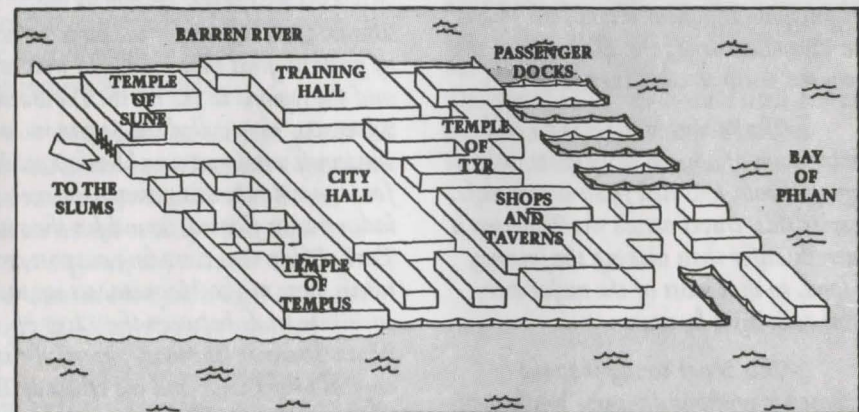 BARREN RIVER
TEMPLE
OF
SUNE
TRAINING
HALL
PASSENGER
DOCKS
TEMPLE
OF
TYR
TO THE
SLUMS
CITY
HALL
SHOPS
AND
TAVERNS
BAY
OF
PHLAN
TEMPLE
OF
TEMPUS